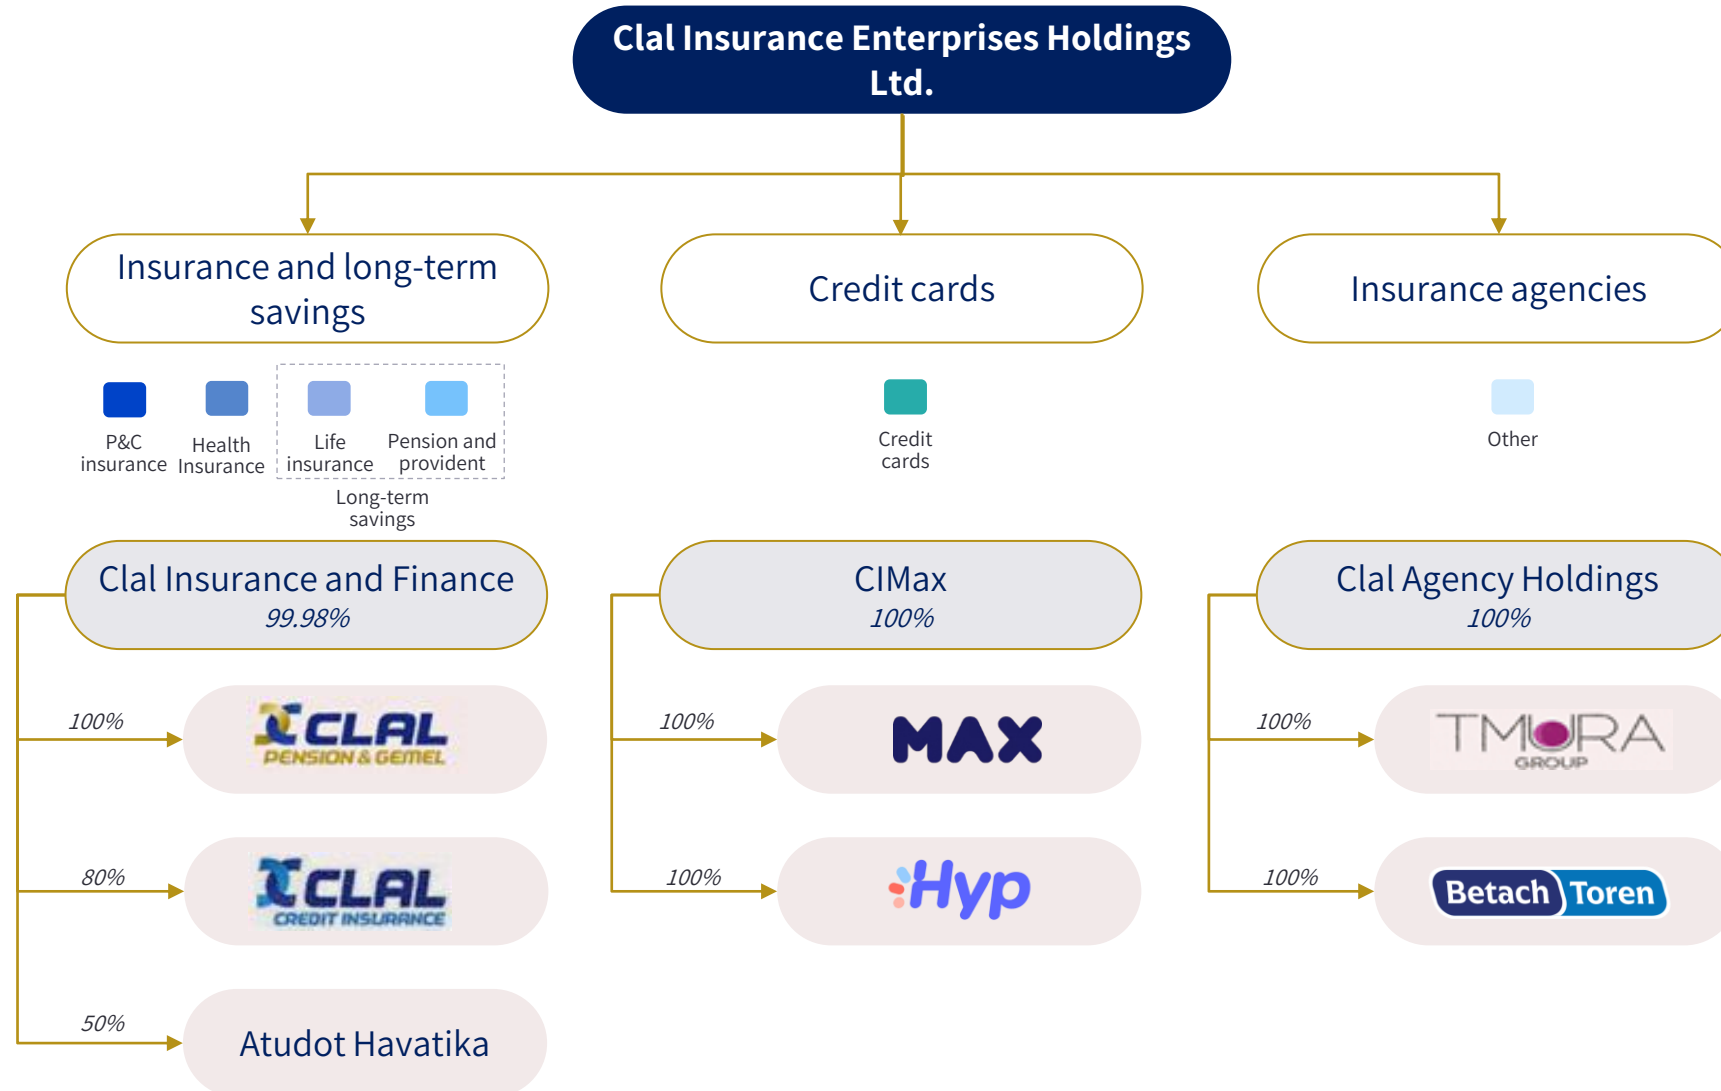 Clal Insurance Enterprises Holdings
Ltd.
Insurance and long-term
savings
Credit cards
Insurance agencies
P&C
insurance
Health
Insurance
Life
insurance
Pension and
provident
Long-term
savings
Credit
cards
Other
Clal Insurance and Finance
99.98%
CIMax
100%
Clal Agency Holdings
100%
100%
CLAL
PENSION & GEMEL
100%
MAX
100%
TMURA
GROUP
80%
CLAL
CREDIT INSURANCE
100%
Hyp
100%
Betach Toren
50%
Atudot Havatika